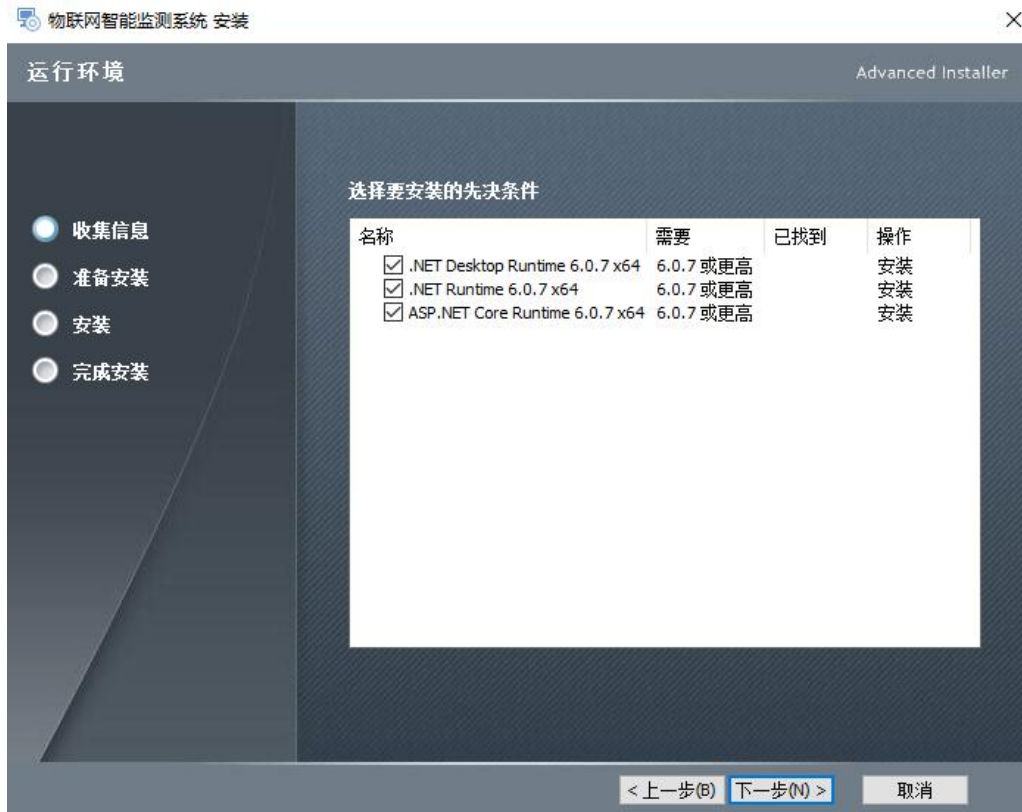 物联网智能监测系统 安装
运行环境
Advanced Installer
收集信息
准备安装
安装
完成安装
选择要安装的先决条件
名称 需要 已找到 操作
.NET Desktop Runtime 6.0.7 x64 6.0.7 或更高 安装
.NET Runtime 6.0.7 x64 6.0.7 或更高 安装
ASP.NET Core Runtime 6.0.7 x64 6.0.7 或更高 安装
< 上一步(B) 下一步(N) > 取消